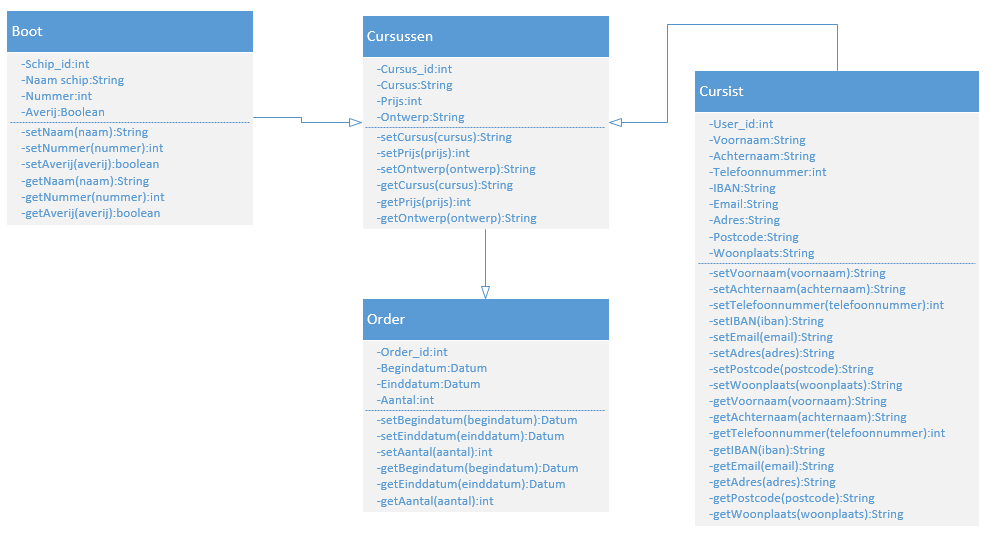 Boot
-Schip_id:int
-Naam schip:String
-Nummer:int
-Averij:Boolean
-setNaam(naam):String
-setNummer(nummer):int
-setAverij(averij):boolean
-getNaam(naam):String
-getNummer(nummer):int
-getAverij(averij):boolean
Cursussen
-Cursus_id:int
-Cursus:String
-Prijs:int
-Ontwerp:String
-setCursus(cursus):String
-setPrijs(prijs):int
-setOntwerp(ontwerp):String
-getCursus(cursus):String
-getPrijs(prijs):int
-getOntwerp(ontwerp):String
Order
-Order_id:int
-Begindatum:Datum
-Einddatum:Datum
-Aantal:int
-setBegindatum(begindatum):Datum
-setEinddatum(einddatum):Datum
-setAantal(aantal):int
-getBegindatum(begindatum):Datum
-getEinddatum(einddatum):Datum
-getAantal(aantal):int
Cursist
-User_id:int
-Voornaam:String
-Achternaam:String
-Telefoonnummer:int
-IBAN:String
-Email:String
-Adres:String
-Postcode:String
-Woonplaats:String
-setVoornaam(voornaam):String
-setAchternaam(achternaam):String
-setTelefoonnummer(telefoonnummer):int
-setIBAN(iban):String
-setEmail(email):String
-setAdres(adres):String
-setPostcode(postcode):String
-setWoonplaats(woonplaats):String
-getVoornaam(voornaam):String
-getAchternaam(achternaam):String
-getTelefoonnummer(telefoonnummer):int
-getIBAN(iban):String
-getEmail(email):String
-getAdres(adres):String
-getPostcode(postcode):String
-getWoonplaats(woonplaats):String